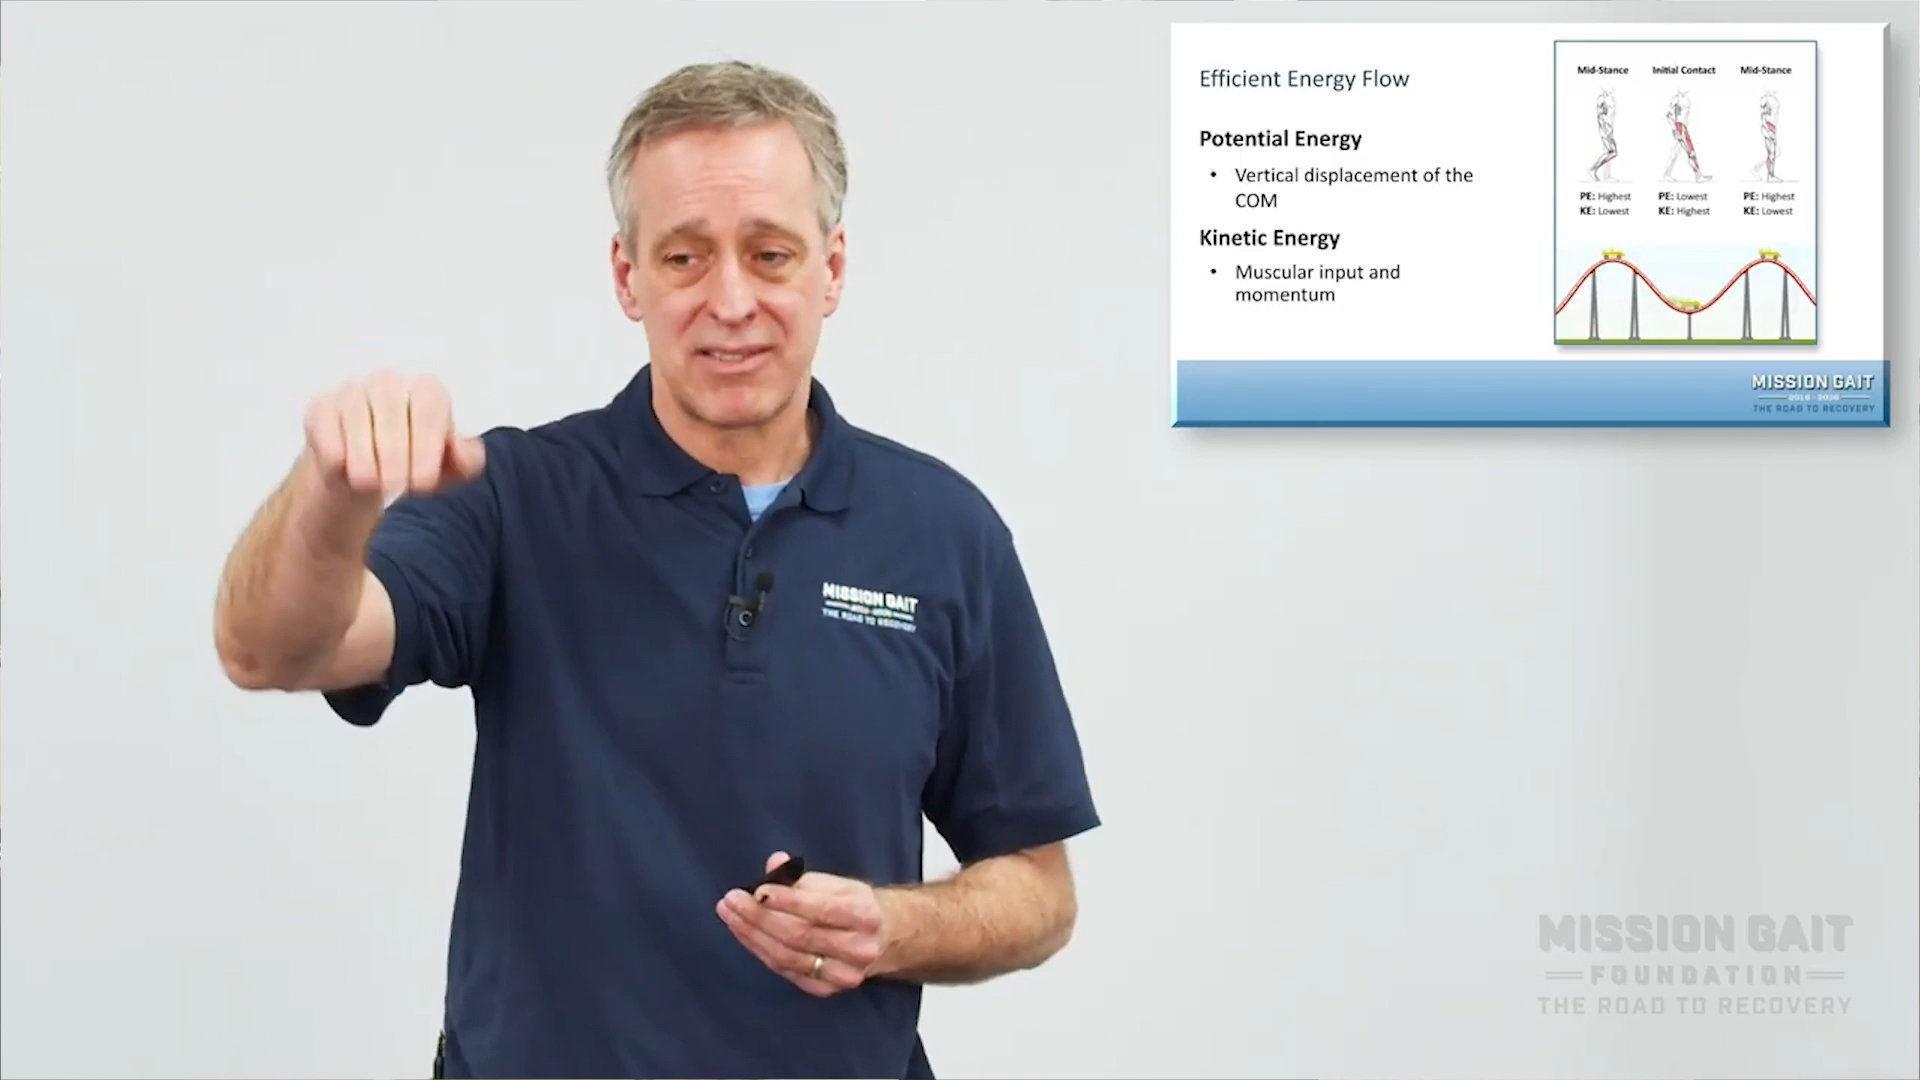 Efficient Energy Flow
Potential Energy
• Vertical displacement of the
COM
Kinetic Energy
• Muscular input and
momentum
Mid-Stance Initial Contact Mid-Stance
PE: Highest PE: Lowest PE: Highest
KE: Lowest KE: Highest KE: Lowest
MISSION GAIT
2016 - 2026
THE ROAD TO RECOVERY
MISSION GAIT
THE ROAD TO RECOVERY
MISSION GAIT
FOUNDATION
THE ROAD TO RECOVERY